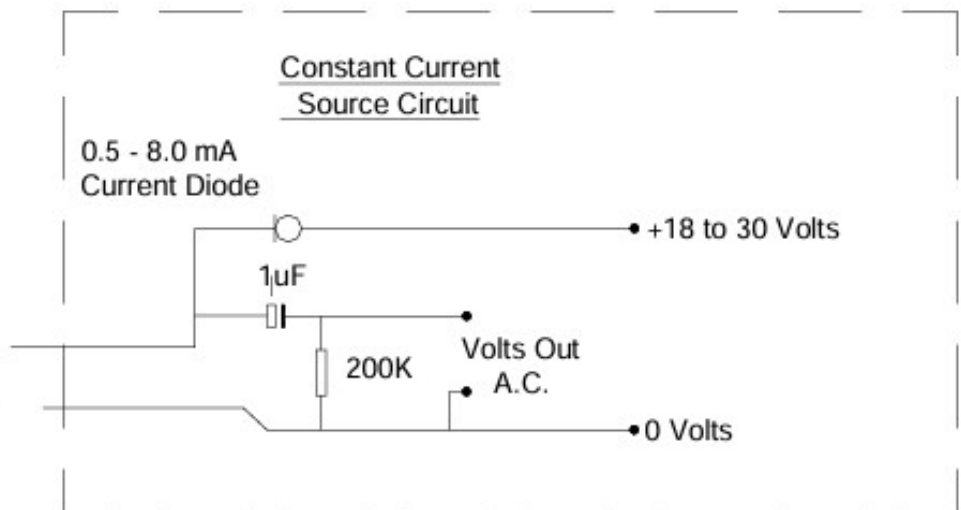 Constant Current
Source Circuit
0.5 - 8.0 mA
Current Diode
+18 to 30 Volts
1uF
200K
Volts Out
A.C.
0 Volts